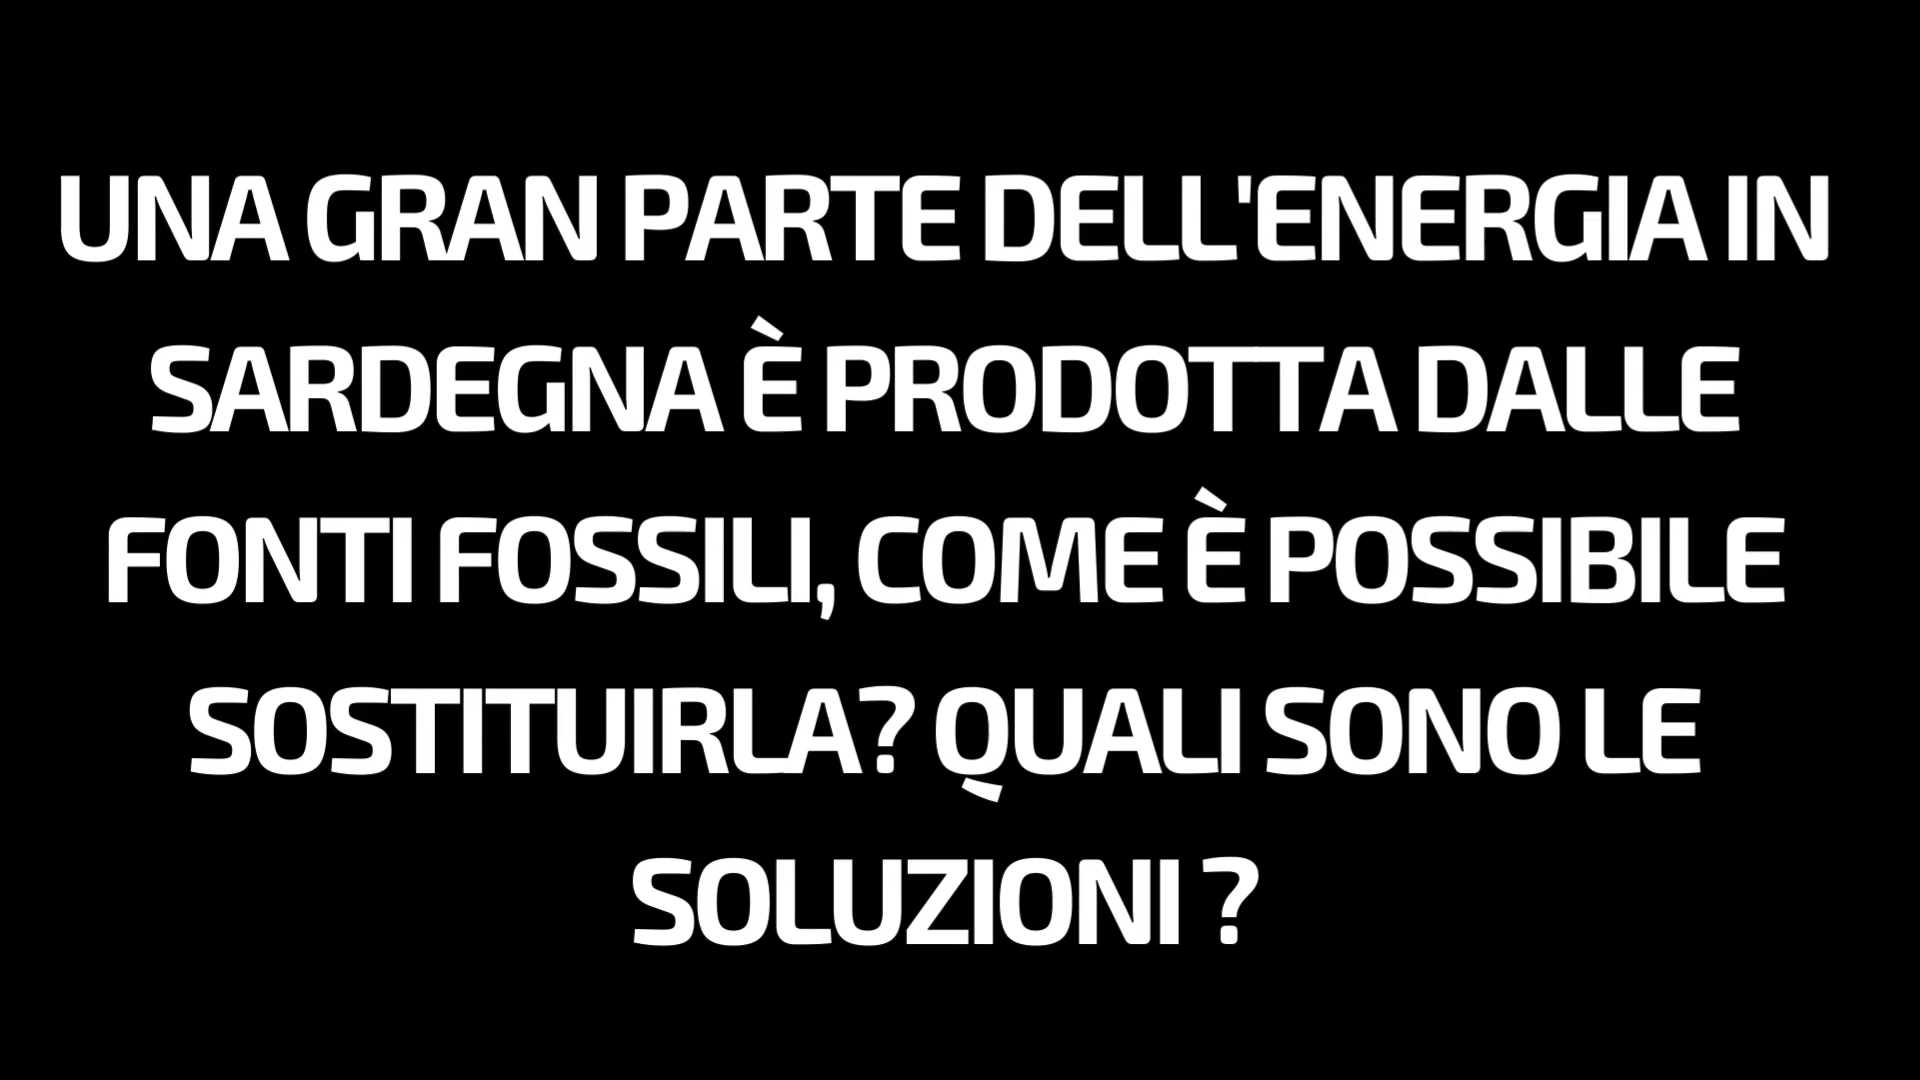 UNA GRAN PARTE DELL'ENERGIA IN
SARDEGNA È PRODOTTA DALLE
FONTI FOSSILI, COME È POSSIBILE
SOSTITUIRLA? QUALI SONO LE
SOLUZIONI ?